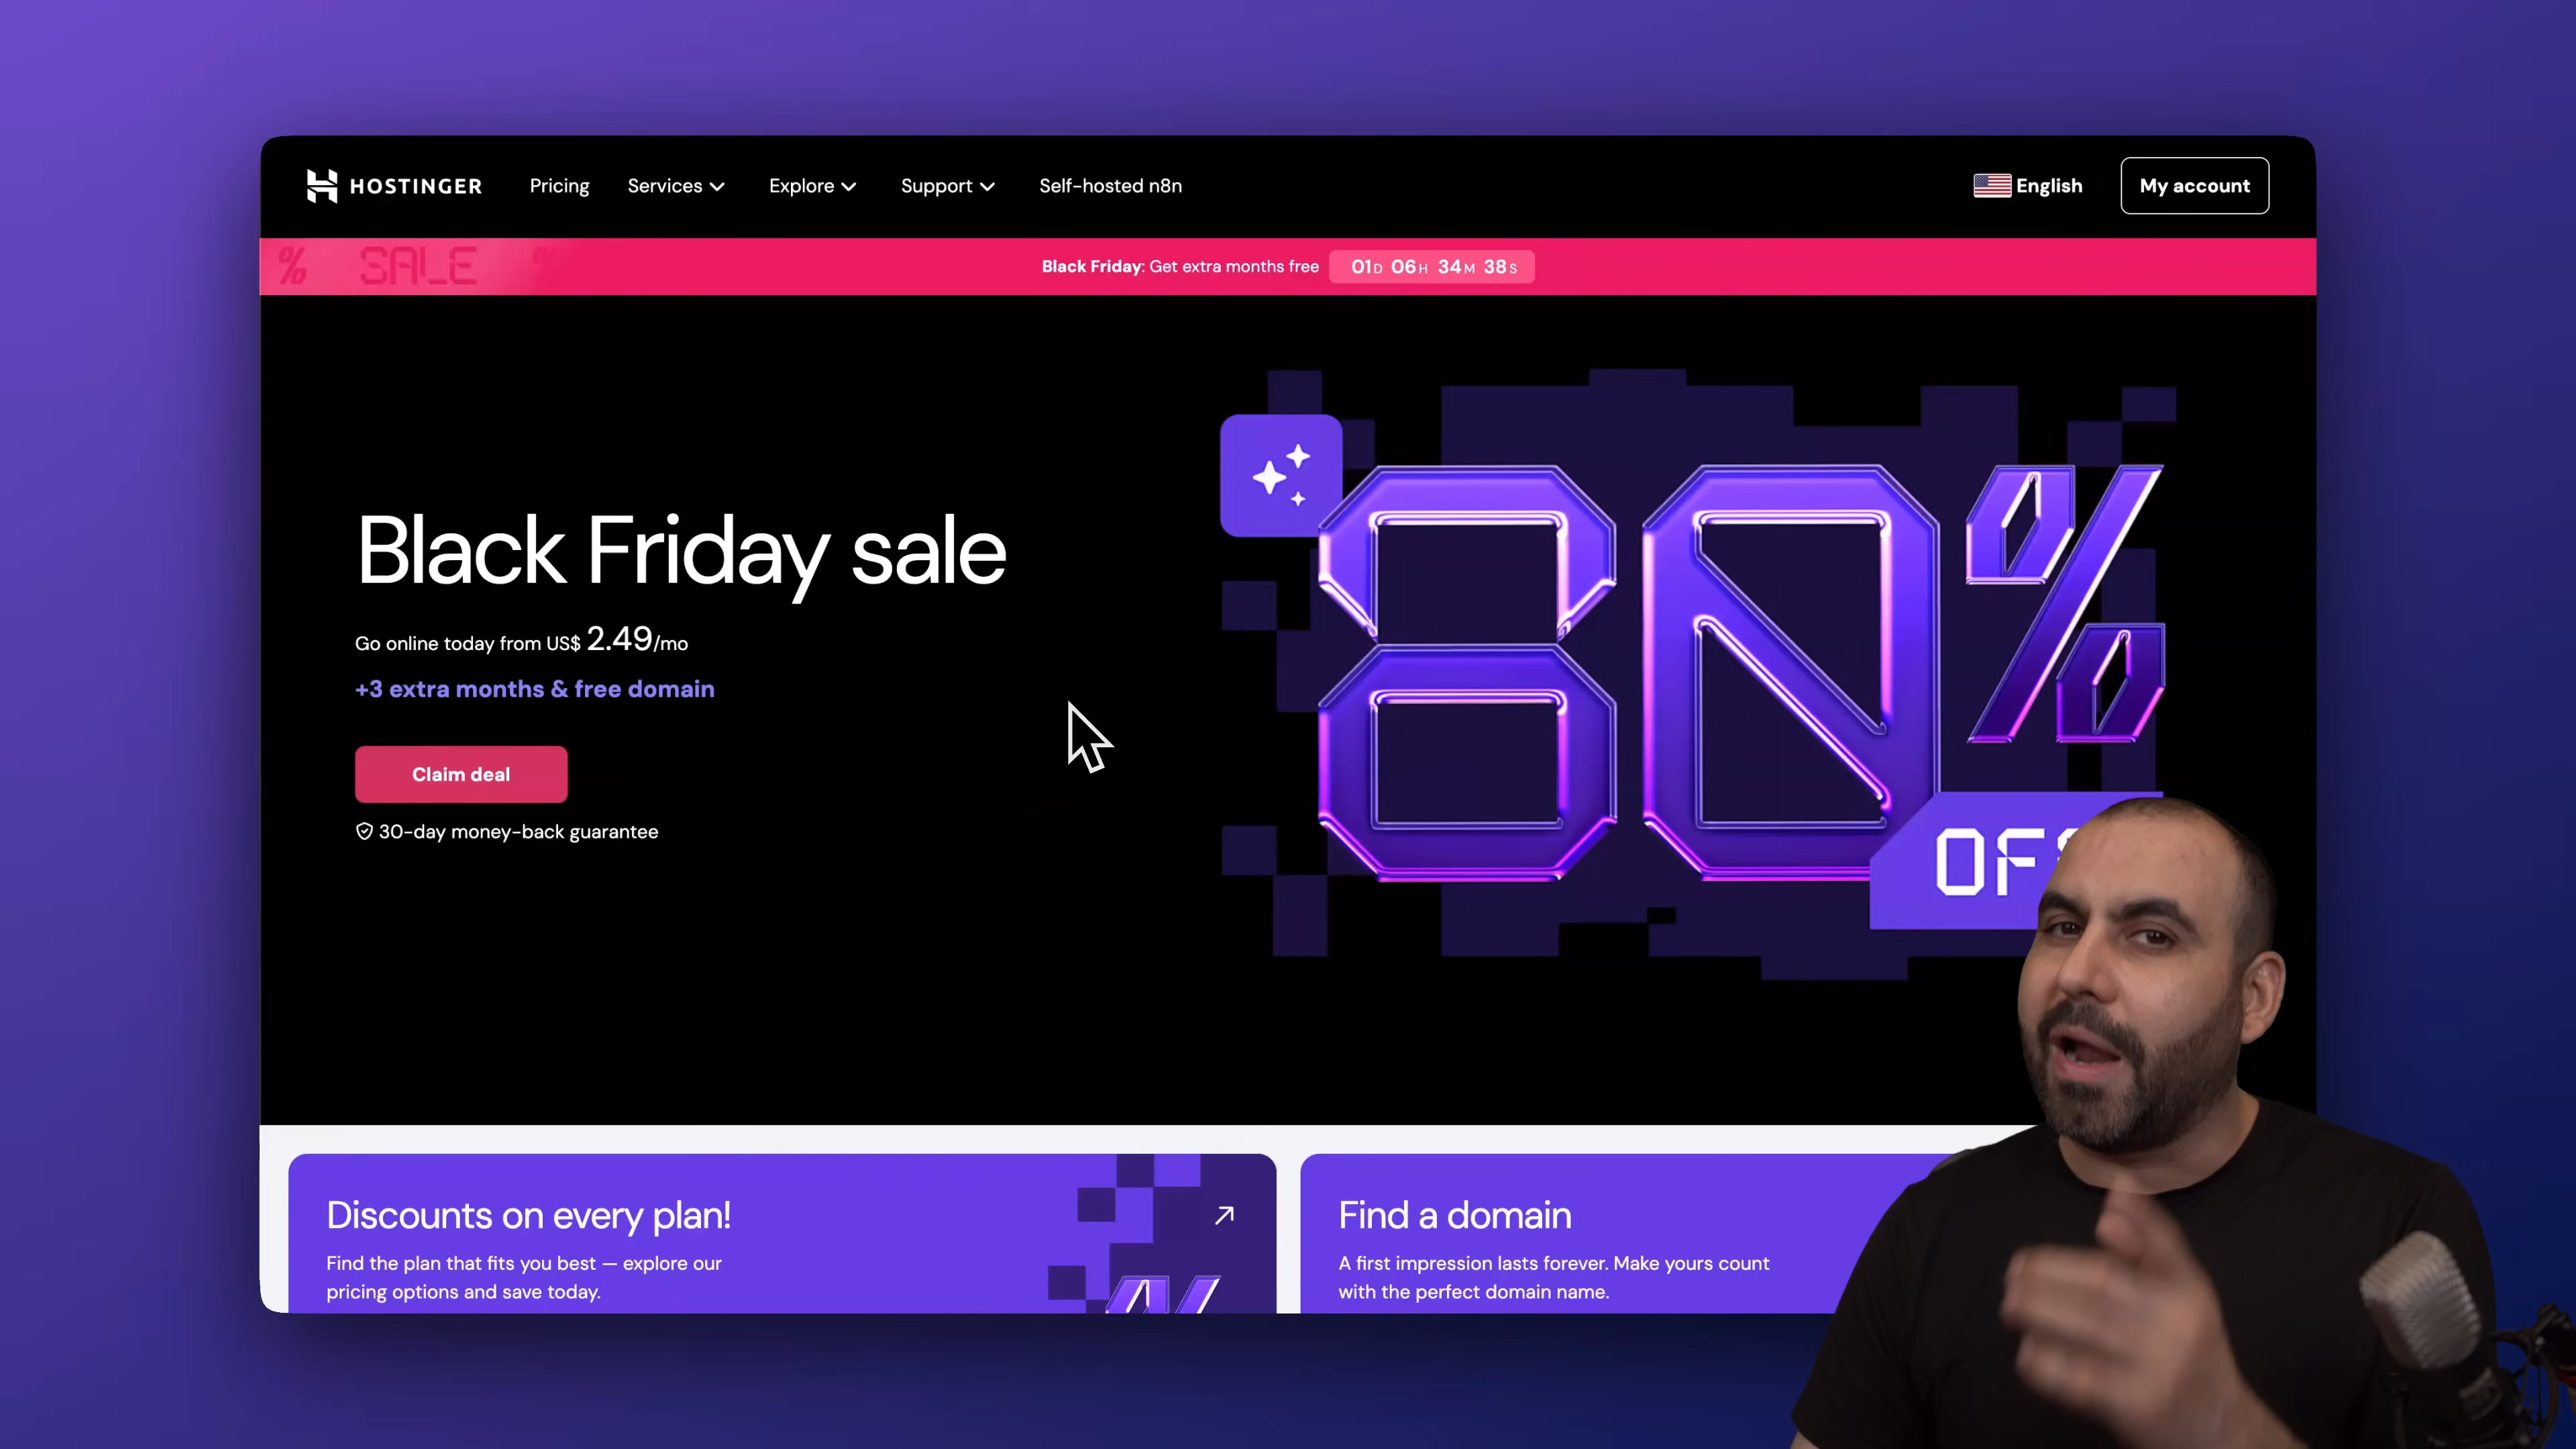 HOSTINGER
Pricing
Services
Explore
Support
Self-hosted n8n
English
My account
% SALE %
Black Friday: Get extra months free
01D 06H 34M 38S
Black Friday sale
Go online today from US$ 2.49/mo
+3 extra months & free domain
Claim deal
30-day money-back guarantee
80%
Discounts on every plan!
Find the plan that fits you best — explore our
pricing options and save today.
Find a domain
A first impression lasts forever. Make yours count
with the perfect domain name.